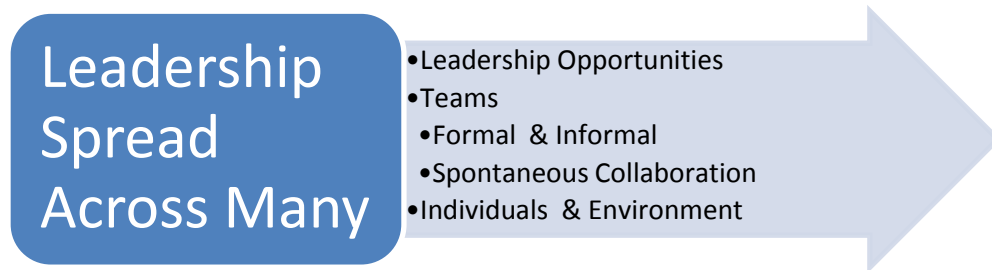 Leadership
Spread
Across Many
•Leadership Opportunities
•Teams
•Formal & Informal
•Spontaneous Collaboration
•Individuals & Environment